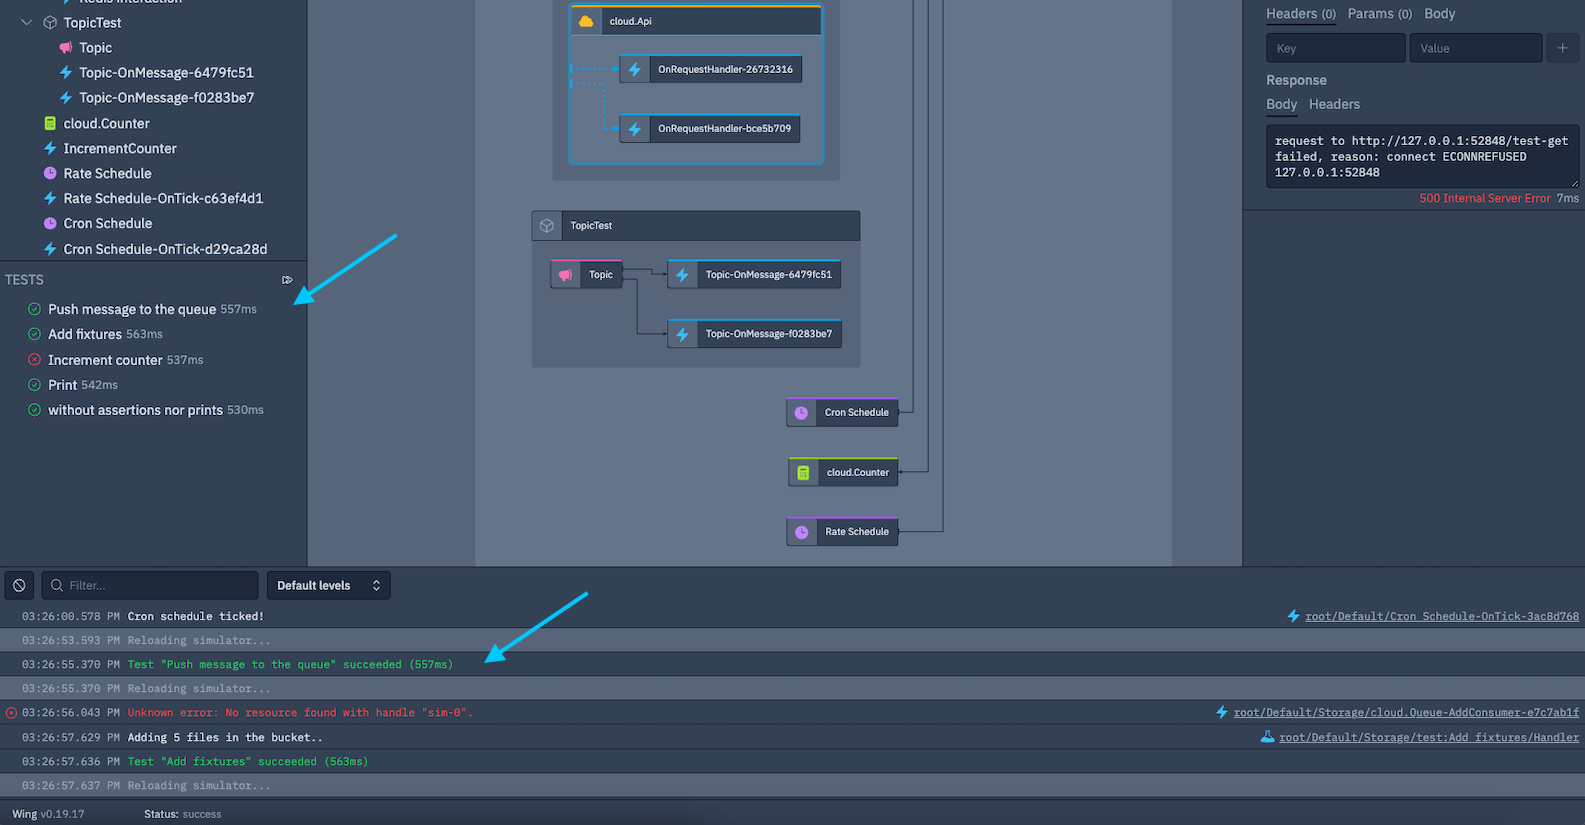 Redis Interaction
TopicTest
Topic
Topic-OnMessage-6479fc51
Topic-OnMessage-f0283be7
cloud.Counter
IncrementCounter
Rate Schedule
Rate Schedule-OnTick-c63ef4d1
Cron Schedule
Cron Schedule-OnTick-d29ca28d
TESTS
Push message to the queue 557ms
Add fixtures 563ms
Increment counter 537ms
Print 542ms
without assertions nor prints 530ms
cloud.Api
OnRequestHandler-26732316
OnRequestHandler-bce5b709
TopicTest
Topic
Topic-OnMessage-6479fc51
Topic-OnMessage-f0283be7
Cron Schedule
cloud.Counter
Rate Schedule
Headers (0) Params (0) Body
Key Value
Response
Body Headers
request to http://127.0.0.1:52848/test-get
failed, reason: connect ECONNREFUSED
127.0.0.1:52848
500 Internal Server Error 7ms
Filter... Default levels
03:26:00.578 PM Cron schedule ticked! root/Default/Cron Schedule-OnTick-3ac8d768
03:26:53.593 PM Reloading simulator...
03:26:55.370 PM Test "Push message to the queue" succeeded (557ms)
03:26:55.370 PM Reloading simulator...
03:26:56.043 PM Unknown error: No resource found with handle "sim-0". root/Default/Storage/cloud.Queue-AddConsumer-e7c7ab1f
03:26:57.629 PM Adding 5 files in the bucket.. root/Default/Storage/test:Add fixtures/Handler
03:26:57.636 PM Test "Add fixtures" succeeded (563ms)
03:26:57.637 PM Reloading simulator...
Wing v0.19.17 Status: success